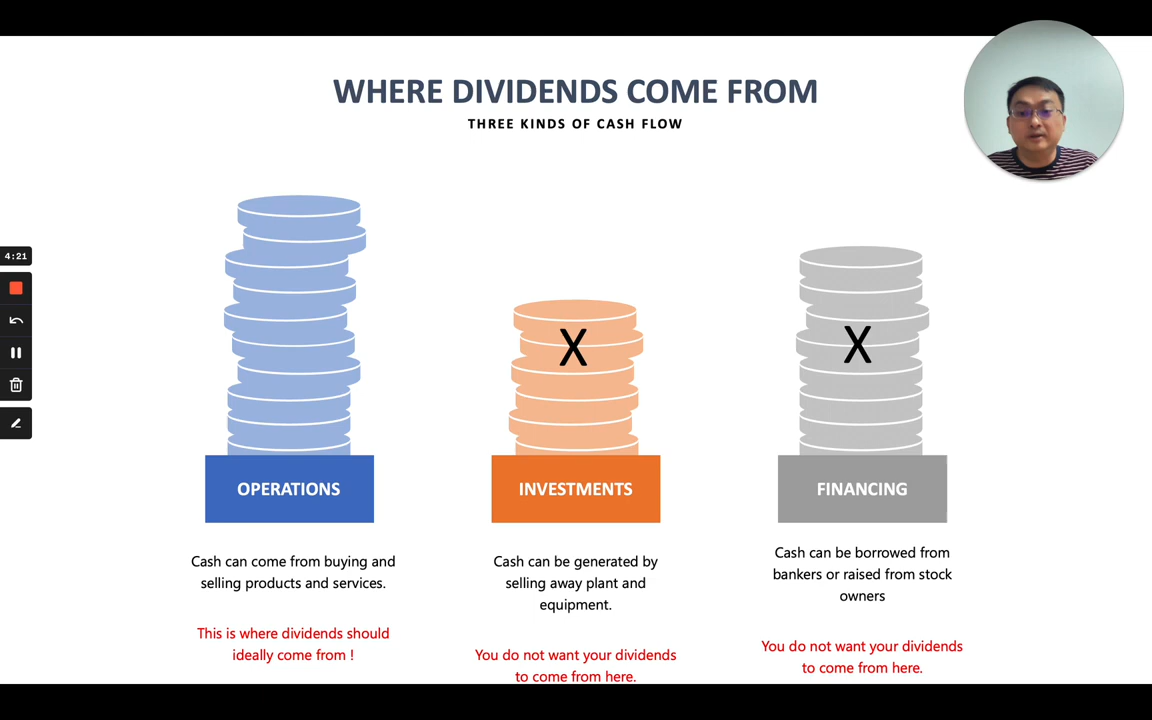 WHERE DIVIDENDS COME FROM
THREE KINDS OF CASH FLOW
4:21
X
X
OPERATIONS
INVESTMENTS
FINANCING
Cash can come from buying and
selling products and services.
This is where dividends should
ideally come from !
Cash can be generated by
selling away plant and
equipment.
You do not want your dividends
to come from here.
Cash can be borrowed from
bankers or raised from stock
owners
You do not want your dividends
to come from here.